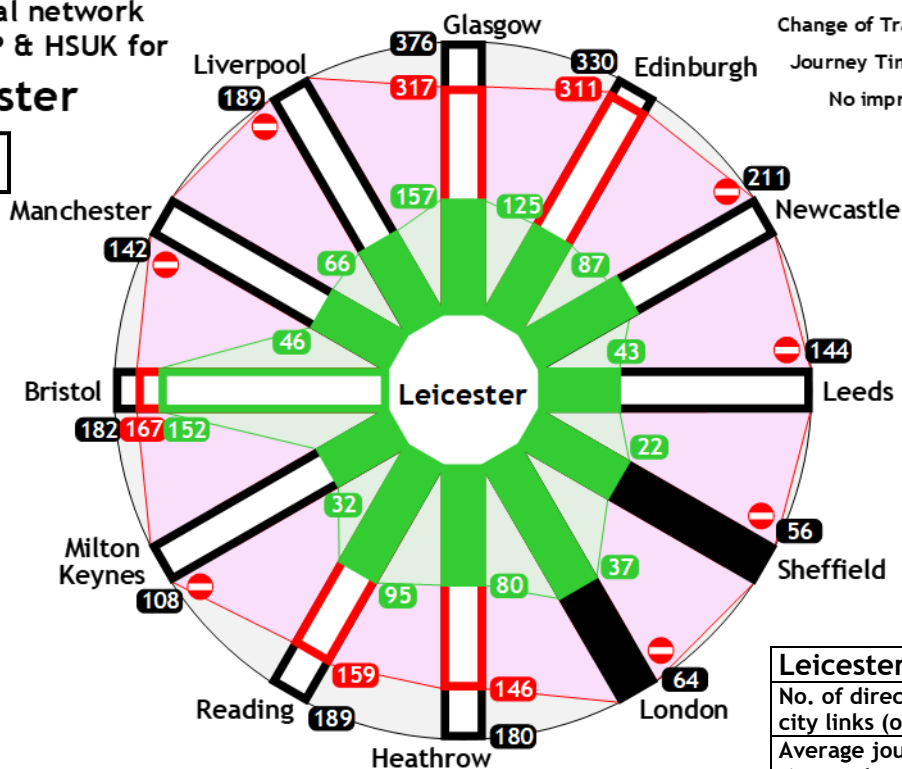 al network
P & HSUK for
ster
Change of Tra
Journey Tim
No impr
Glasgow
376
317
157
Edinburgh
330
311
125
Liverpool
189
66
Newcastle
211
87
Manchester
142
46
Leeds
144
43
Bristol
182 167 152
Leicester
Sheffield
56
22
Milton
Keynes
108
32
London
64
37
Reading
189
159
95
Heathrow
180
146
80
Leicester
No. of direc
city links (o
Average jou